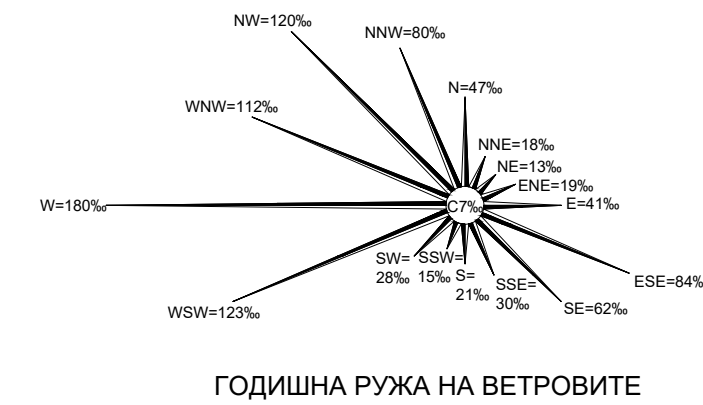 NW=120‰
NNW=80‰
N=47‰
WNW=112‰
NNE=18‰
NE=13‰
ENE=19‰
W=180‰
C7‰
E=41‰
SW=
28‰
SSW=
15‰
S=
21‰
SSE=
30‰
ESE=84%
SE=62‰
WSW=123‰
ГОДИШНА РУЖА НА ВЕТРОВИТЕ